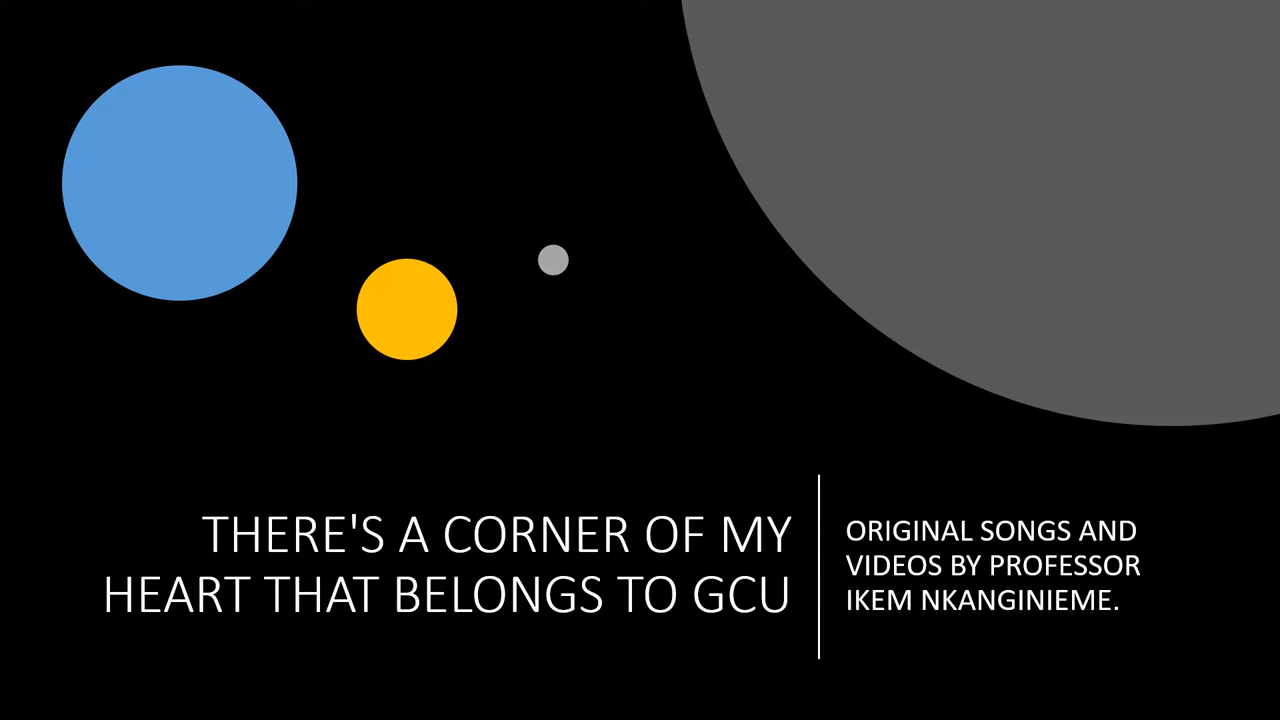 THERE'S A CORNER OF MY
HEART THAT BELONGS TO GCU
ORIGINAL SONGS AND
VIDEOS BY PROFESSOR
IKEM NKANGINIEME.